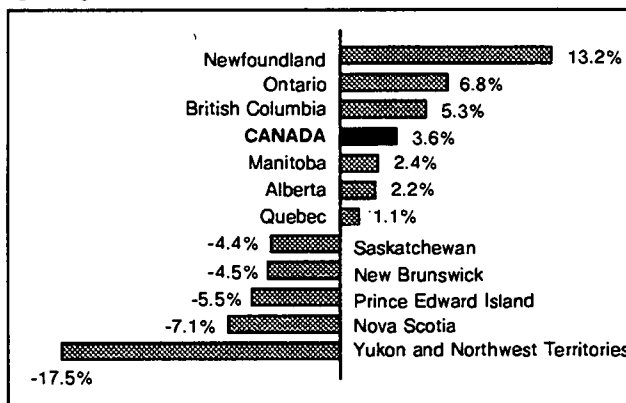 Newfoundland 13.2%
Ontario 6.8%
British Columbia 5.3%
CANADA 3.6%
Manitoba 2.4%
Alberta 2.2%
Quebec 1.1%
-4.4% Saskatchewan
-4.5% New Brunswick
-5.5% Prince Edward Island
-7.1% Nova Scotia
Yukon and Northwest Territories
-17.5%